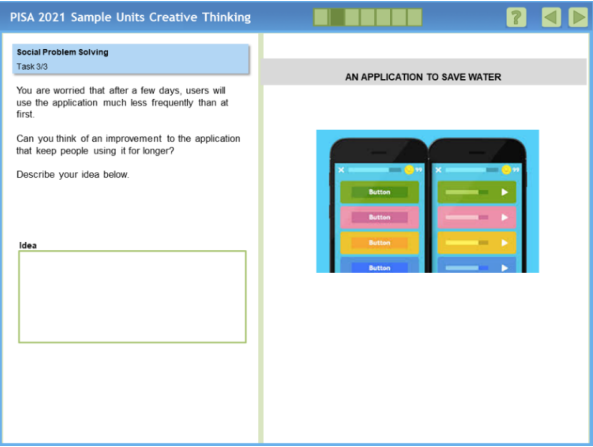 PISA 2021 Sample Units Creative Thinking
?
Social Problem Solving
Task 3/3
You are worried that after a few days, users will
use the application much less frequently than at
first.
Can you think of an improvement to the application
that keep people using it for longer?
Describe your idea below.
Idea
AN APPLICATION TO SAVE WATER
Button
Button
Button
Button